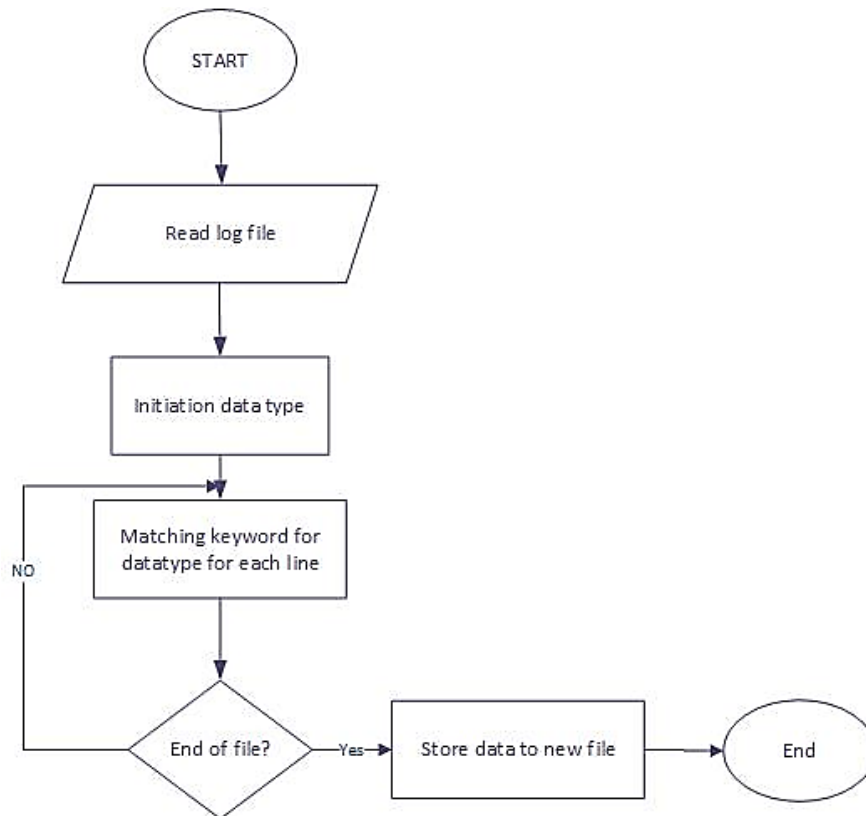 START
Read log file
Initiation data type
Matching keyword for
datatype for each line
NO
End of file?
Yes
Store data to new file
End